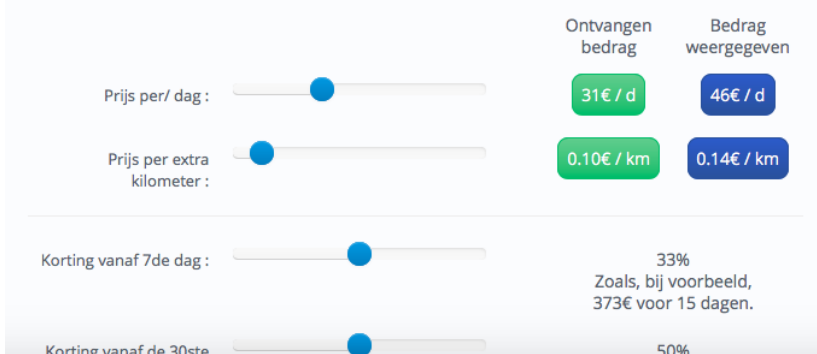 Ontvangen bedrag
Bedrag weergegeven
Prijs per/ dag :
31€ / d
46€ / d
Prijs per extra
kilometer :
0.10€ / km
0.14€ / km
Korting vanaf 7de dag :
33%
Zoals, bij voorbeeld,
373€ voor 15 dagen.
Korting vanaf de 30ste
50%